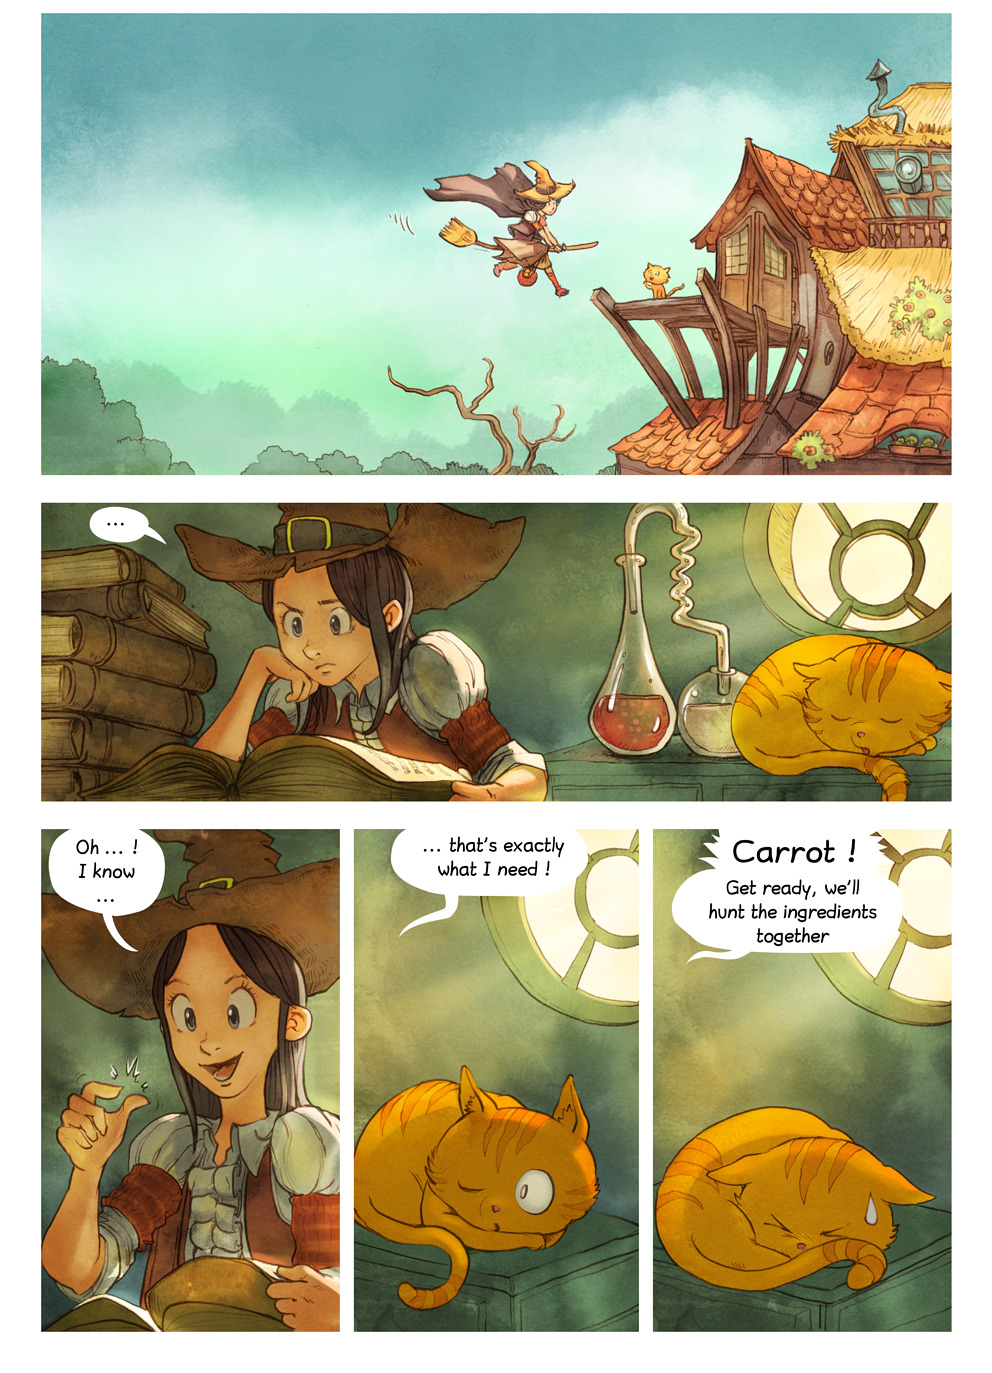 ...
Oh ... !
I know
...
... that's exactly
what I need !
Carrot !
Get ready, we'll
hunt the ingredients
together